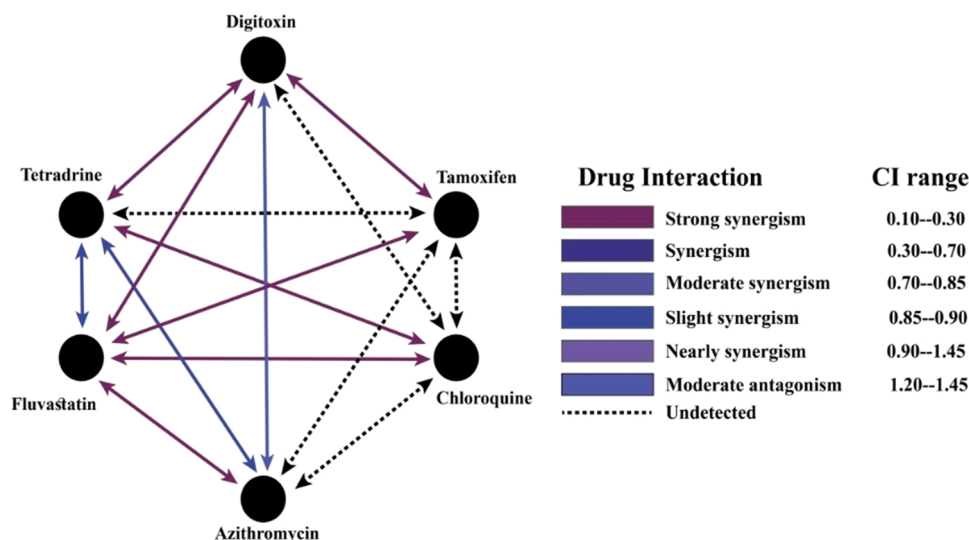 Digitoxin
Tetradrine
Tamoxifen
Fluvastatin
Chloroquine
Azithromycin
Drug Interaction CI range
Strong synergism 0.10--0.30
Synergism 0.30--0.70
Moderate synergism 0.70--0.85
Slight synergism 0.85--0.90
Nearly synergism 0.90--1.45
Moderate antagonism 1.20--1.45
Undetected